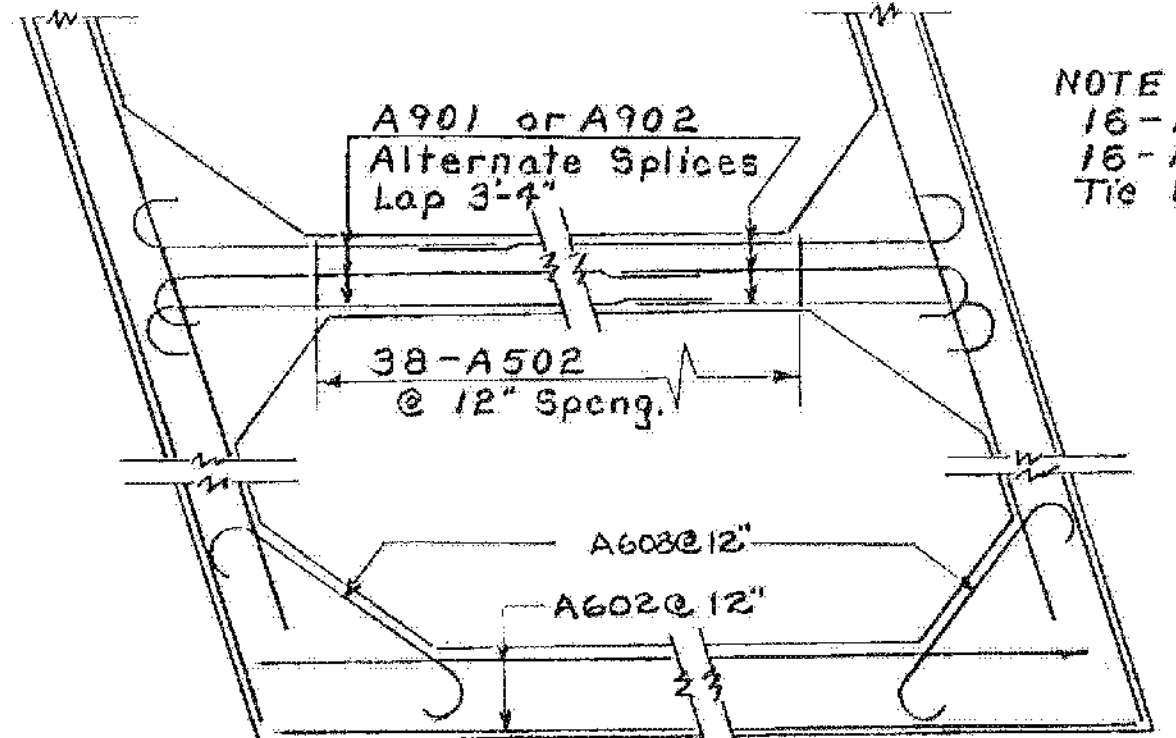 A901 or A902
Alternate Splices
Lap 3'-4"
NOTE
16-
16-
Tie
38-A502
@ 12" Spcng.
A603@12"
A602@12"